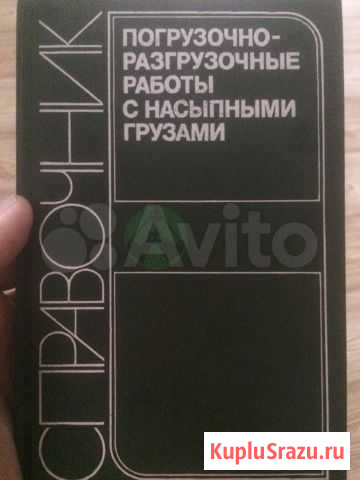 СПРАВОЧНИК
ПОГРУЗОЧНО-
РАЗГРУЗОЧНЫЕ
РАБОТЫ
С НАСЫПНЫМИ
ГРУЗАМИ
Avito
KupluSrazu.ru